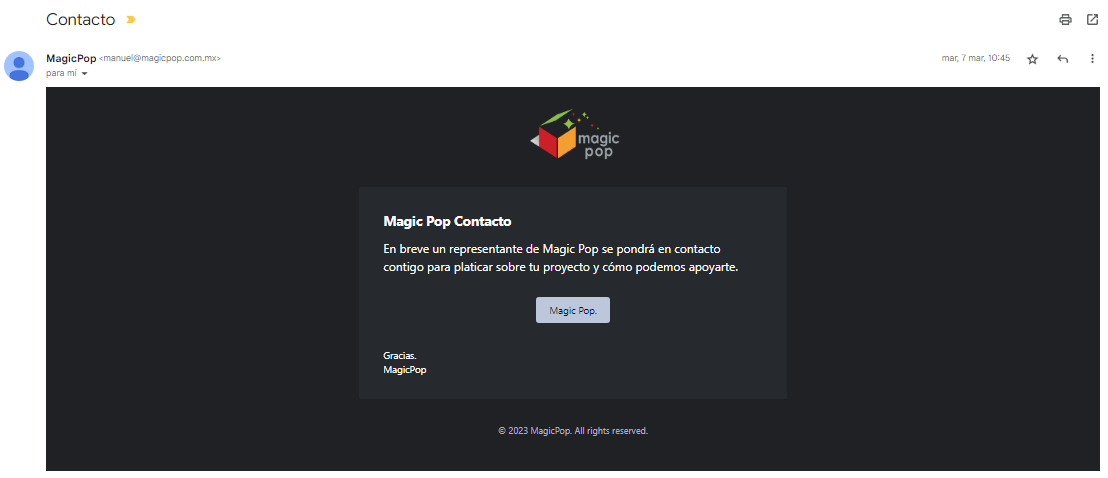 Contacto
MagicPop <manuel@magicpop.com.mx>
mar, 7 mar, 10:45
para mí
magic
pop
Magic Pop Contacto
En breve un representante de Magic Pop se pondrá en contacto
contigo para platicar sobre tu proyecto y cómo podemos apoyarte.
Magic Pop.
Gracias.
MagicPop
© 2023 MagicPop. All rights reserved.